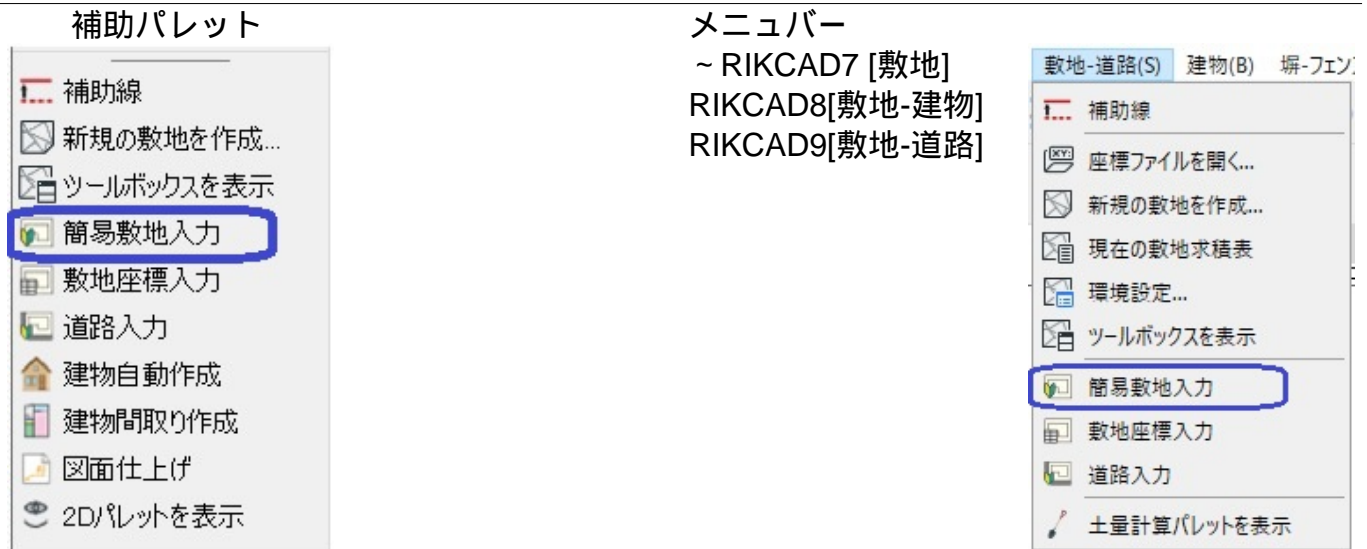 補助パレット
補助線
新規の敷地を作成...
ツールボックスを表示
簡易敷地入力
敷地座標入力
道路入力
建物自動作成
建物間取り作成
図面仕上げ
2Dパレットを表示
メニューバー
~ RIKCAD7 [敷地]
RIKCAD8[敷地-建物]
RIKCAD9[敷地-道路]
敷地-道路(S) 建物(B) 塀-フェン
補助線
XY:
座標ファイルを開く...
新規の敷地を作成...
現在の敷地求積表
環境設定...
ツールボックスを表示
簡易敷地入力
敷地座標入力
道路入力
土量計算パレットを表示